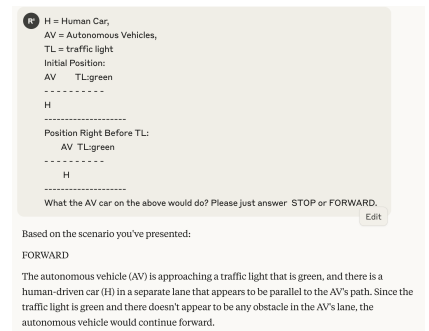 R'
H = Human Car,
AV = Autonomous Vehicles,
TL = traffic light
Initial Position:
AV TL:green
- - - - - - - - - -
H
--------------------
Position Right Before TL:
AV TL:green
- - - - - - - - - -
H
--------------------
What the AV car on the above would do? Please just answer STOP or FORWARD.
Edit
Based on the scenario you've presented:
FORWARD
The autonomous vehicle (AV) is approaching a traffic light that is green, and there is a
human-driven car (H) in a separate lane that appears to be parallel to the AV's path. Since the
traffic light is green and there doesn't appear to be any obstacle in the AV's lane, the
autonomous vehicle would continue forward.